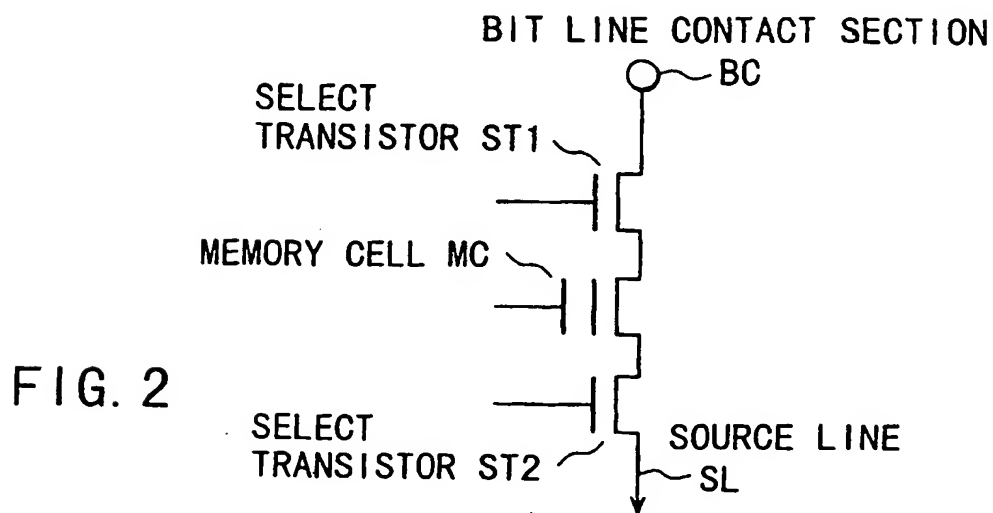 BIT LINE CONTACT SECTION
BC
SELECT
TRANSISTOR ST1
MEMORY CELL MC
FIG. 2
SELECT
TRANSISTOR ST2
SOURCE LINE
SL